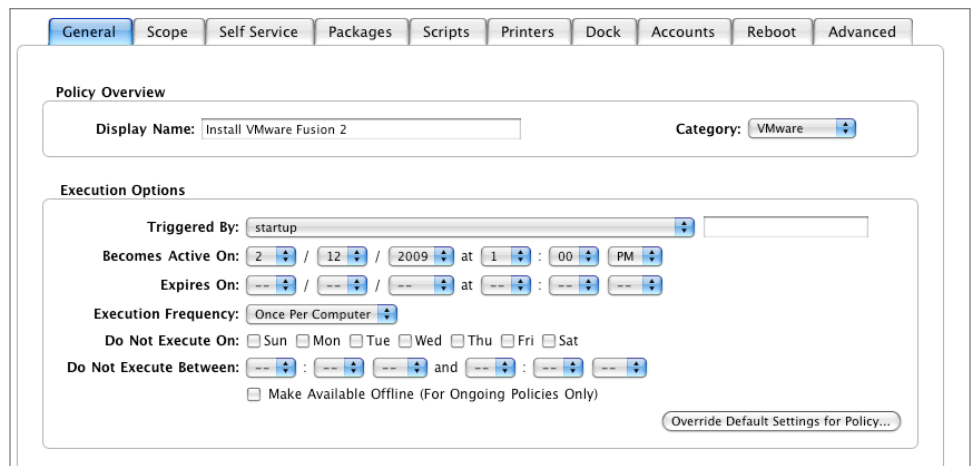 General Scope Self Service Packages Scripts Printers Dock Accounts Reboot Advanced
Policy Overview
Display Name: Install VMware Fusion 2 Category: VMware
Execution Options
Triggered By: startup
Becomes Active On: 2 / 12 / 2009 at 1 : 00 PM
Expires On: -- / -- / -- at -- : -- --
Execution Frequency: Once Per Computer
Do Not Execute On: Sun Mon Tue Wed Thu Fri Sat
Do Not Execute Between: -- : -- -- and -- : -- --
Make Available Offline (For Ongoing Policies Only)
Override Default Settings for Policy...